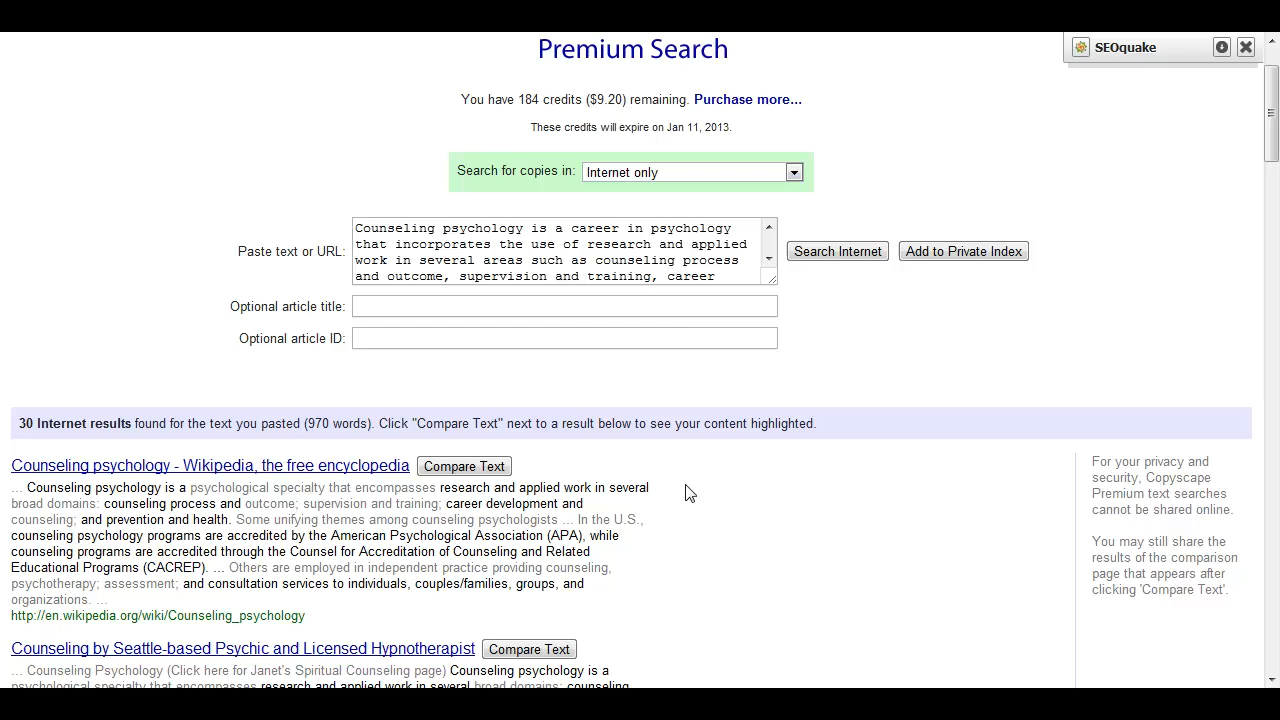 Premium Search
SEOquake
You have 184 credits ($9.20) remaining. Purchase more...
These credits will expire on Jan 11, 2013.
Search for copies in: Internet only
Paste text or URL:
Counseling psychology is a career in psychology
that incorporates the use of research and applied
work in several areas such as counseling process
and outcome, supervision and training, career
Search Internet
Add to Private Index
Optional article title:
Optional article ID:
30 Internet results found for the text you pasted (970 words). Click "Compare Text" next to a result below to see your content highlighted.
Counseling psychology - Wikipedia, the free encyclopedia Compare Text
... Counseling psychology is a psychological specialty that encompasses research and applied work in several
broad domains: counseling process and outcome; supervision and training; career development and
counseling; and prevention and health. Some unifying themes among counseling psychologists ... In the U.S.,
counseling psychology programs are accredited by the American Psychological Association (APA), while
counseling programs are accredited through the Counsel for Accreditation of Counseling and Related
Educational Programs (CACREP). ... Others are employed in independent practice providing counseling,
psychotherapy; assessment; and consultation services to individuals, couples/families, groups, and
organizations. ...
http://en.wikipedia.org/wiki/Counseling_psychology
Counseling by Seattle-based Psychic and Licensed Hypnotherapist Compare Text
... Counseling Psychology (Click here for Janet's Spiritual Counseling page) Counseling psychology is a
psychological specialty that encompasses research and applied work in several broad domains: counseling
For your privacy and
security, Copyscape
Premium text searches
cannot be shared online.
You may still share the
results of the comparison
page that appears after
clicking 'Compare Text'.